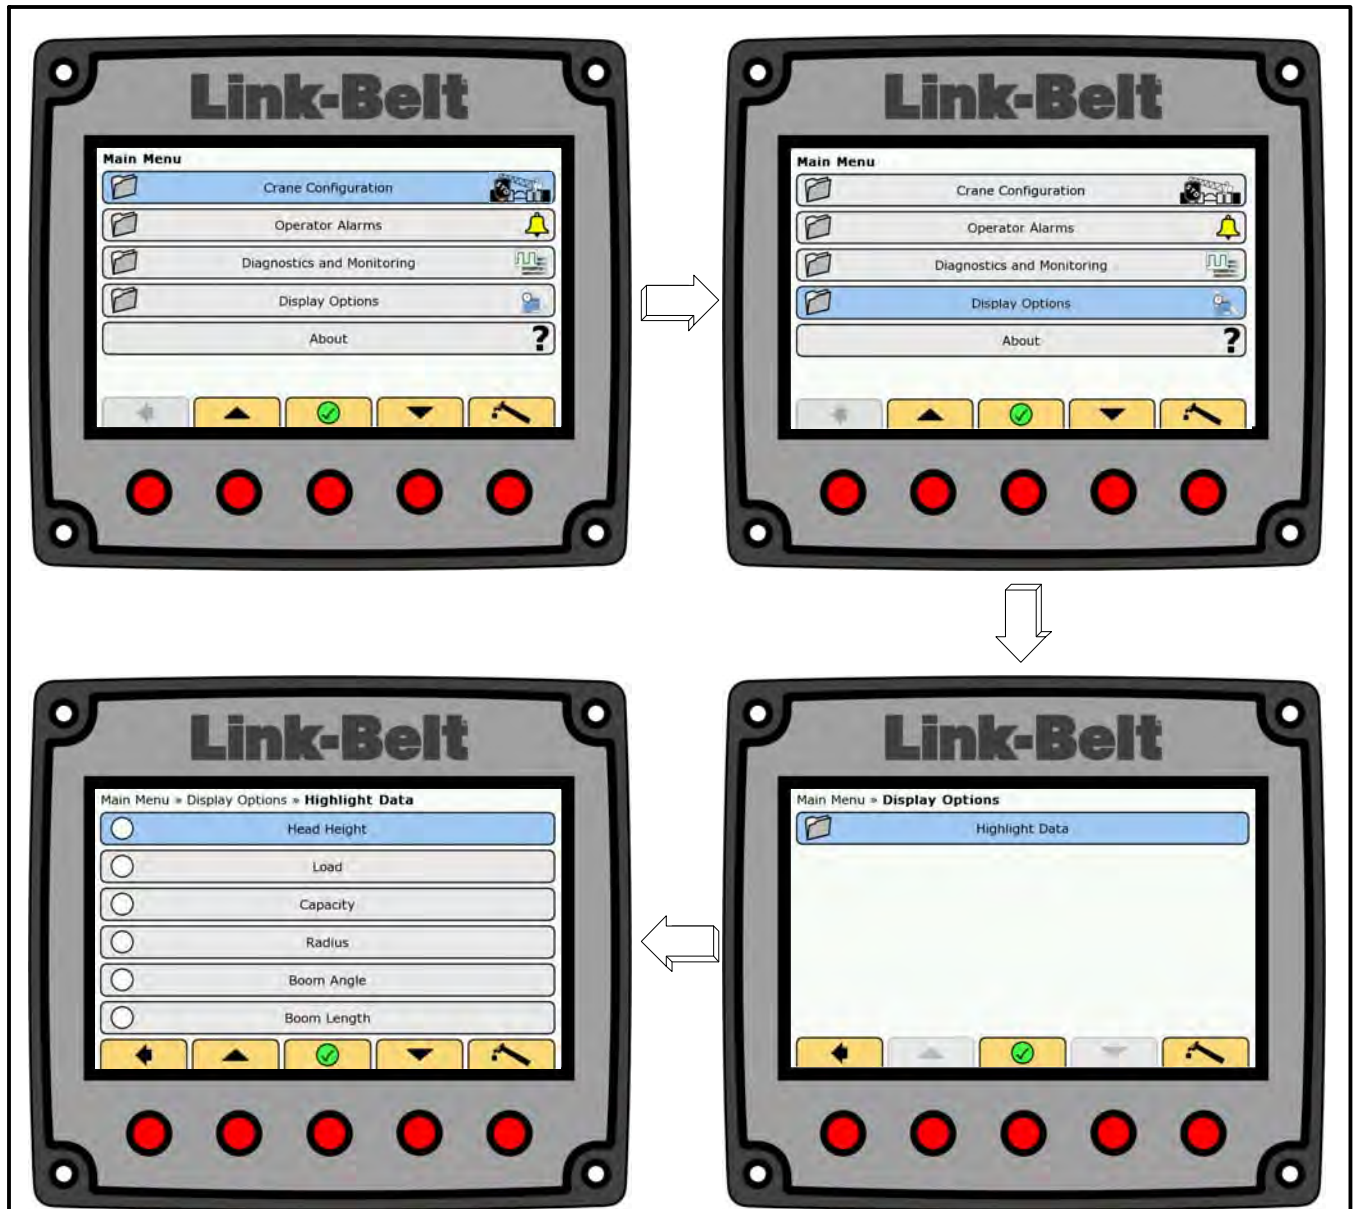 Link-Belt
Main Menu
Crane Configuration
Operator Alarms
Diagnostics and Monitoring
Display Options
About
?
Link-Belt
Main Menu
Crane Configuration
Operator Alarms
Diagnostics and Monitoring
Display Options
About
?
Link-Belt
Main Menu » Display Options » Highlight Data
Head Height
Load
Capacity
Radius
Boom Angle
Boom Length
Link-Belt
Main Menu » Display Options
Highlight Data